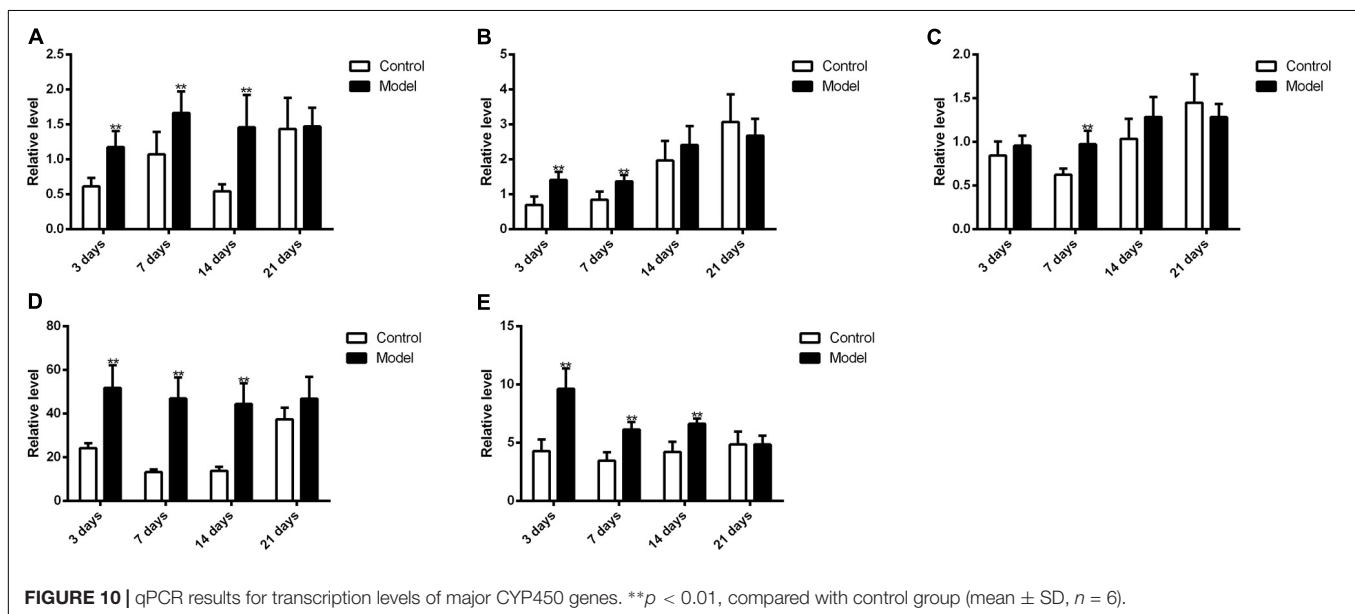 A
Relative level
2.5
2.0
1.5
1.0
0.5
0.0
**
**
**
3 days
7 days
14 days
21 days
Control
Model
B
Relative level
5
4
3
2
1
0
**
**
3 days
7 days
14 days
21 days
Control
Model
C
Relative level
2.0
1.5
1.0
0.5
0.0
**
3 days
7 days
14 days
21 days
Control
Model
D
Relative level
80
60
40
20
0
**
**
**
3 days
7 days
14 days
21 days
Control
Model
E
Relative level
15
10
5
0
**
**
**
3 days
7 days
14 days
21 days
Control
Model
FIGURE 10 | qPCR results for transcription levels of major CYP450 genes. **p < 0.01, compared with control group (mean ± SD, n = 6).